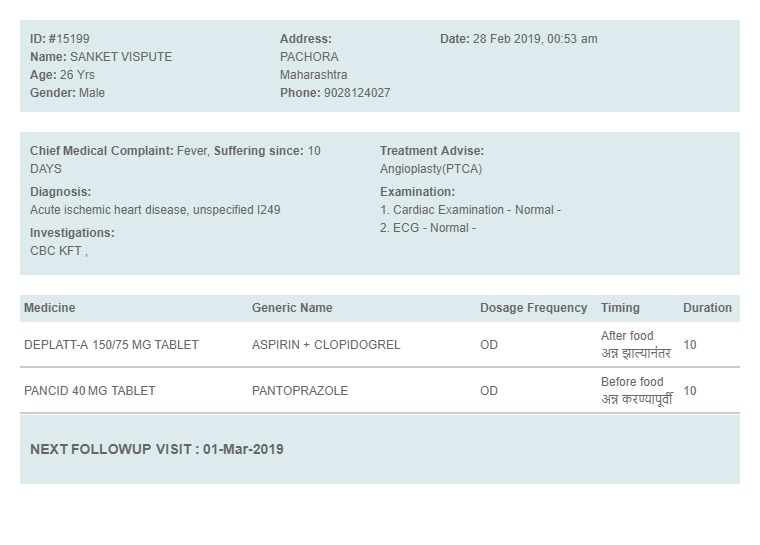 ID: #15199
Name: SANKET VISPUTE
Age: 26 Yrs
Gender: Male
Address:
PACHORA
Maharashtra
Phone: 9028124027
Date: 28 Feb 2019, 00:53 am
Chief Medical Complaint: Fever, Suffering since: 10
DAYS
Diagnosis:
Acute ischemic heart disease, unspecified I249
Investigations:
CBC KFT ,
Treatment Advise:
Angioplasty(PTCA)
Examination:
1. Cardiac Examination - Normal -
2. ECG - Normal -
Medicine Generic Name Dosage Frequency Timing Duration
DEPLATT-A 150/75 MG TABLET ASPIRIN + CLOPIDOGREL OD After food 10
अन्न झाल्यानंतर
PANCID 40 MG TABLET PANTOPRAZOLE OD Before food 10
अन्न करण्यापूर्वी
NEXT FOLLOWUP VISIT : 01-Mar-2019